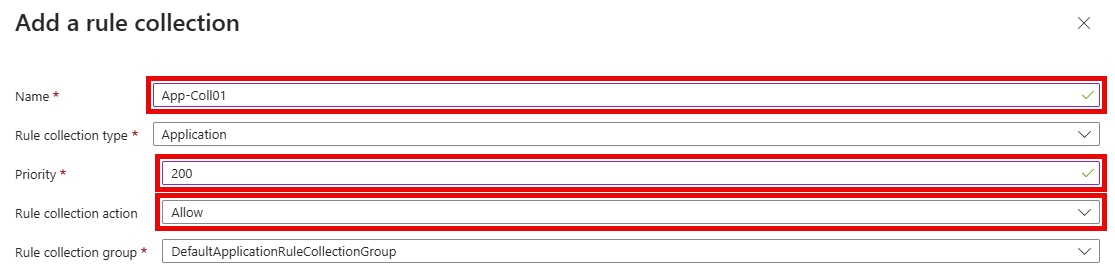 Add a rule collection
Name * App-Coll01
Rule collection type * Application
Priority * 200
Rule collection action Allow
Rule collection group * DefaultApplicationRuleCollectionGroup